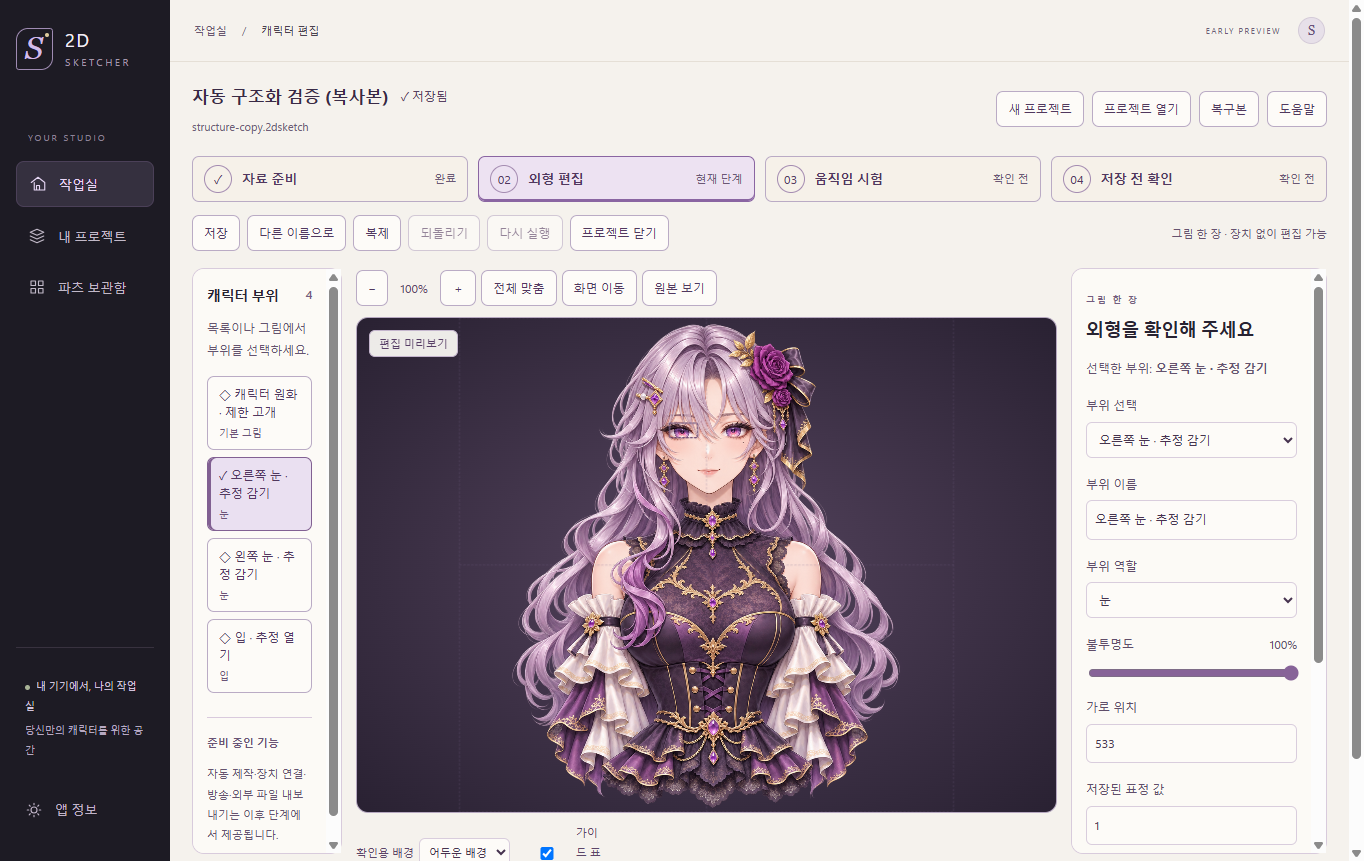 S
2D
SKETCHER
YOUR STUDIO
작업실
내 프로젝트
파츠 보관함
내 기기에서, 나의 작업
실
당신만의 캐릭터를 위한 공
간
앱 정보
작업실 / 캐릭터 편집
EARLY PREVIEW
S
자동 구조화 검증 (복사본)
✓ 저장됨
structure-copy.2dsketch
새 프로젝트
프로젝트 열기
복구본
도움말
✓ 자료 준비 완료
02 외형 편집 현재 단계
03 움직임 시험 확인 전
04 저장 전 확인 확인 전
저장
다른 이름으로
복제
되돌리기
다시 실행
프로젝트 닫기
그림 한 장 · 장치 없이 편집 가능
캐릭터 부위 4
목록이나 그림에서
부위를 선택하세요.
◇ 캐릭터 원화
· 제한 고개
기본 그림
✓ 오른쪽 눈 ·
추정 감기
눈
◇ 왼쪽 눈 · 추
정 감기
눈
◇ 입 · 추정 열
기
입
준비 중인 기능
자동 제작·장치 연결·
방송·외부 파일 내보
내기는 이후 단계에
서 제공됩니다.
−
100%
+
전체 맞춤
화면 이동
원본 보기
편집 미리보기
확인용 배경
어두운 배경
가이
드 표
그림 한 장
외형을 확인해 주세요
선택한 부위: 오른쪽 눈 · 추정 감기
부위 선택
오른쪽 눈 · 추정 감기
부위 이름
오른쪽 눈 · 추정 감기
부위 역할
눈
불투명도 100%
가로 위치
533
저장된 표정 값
1